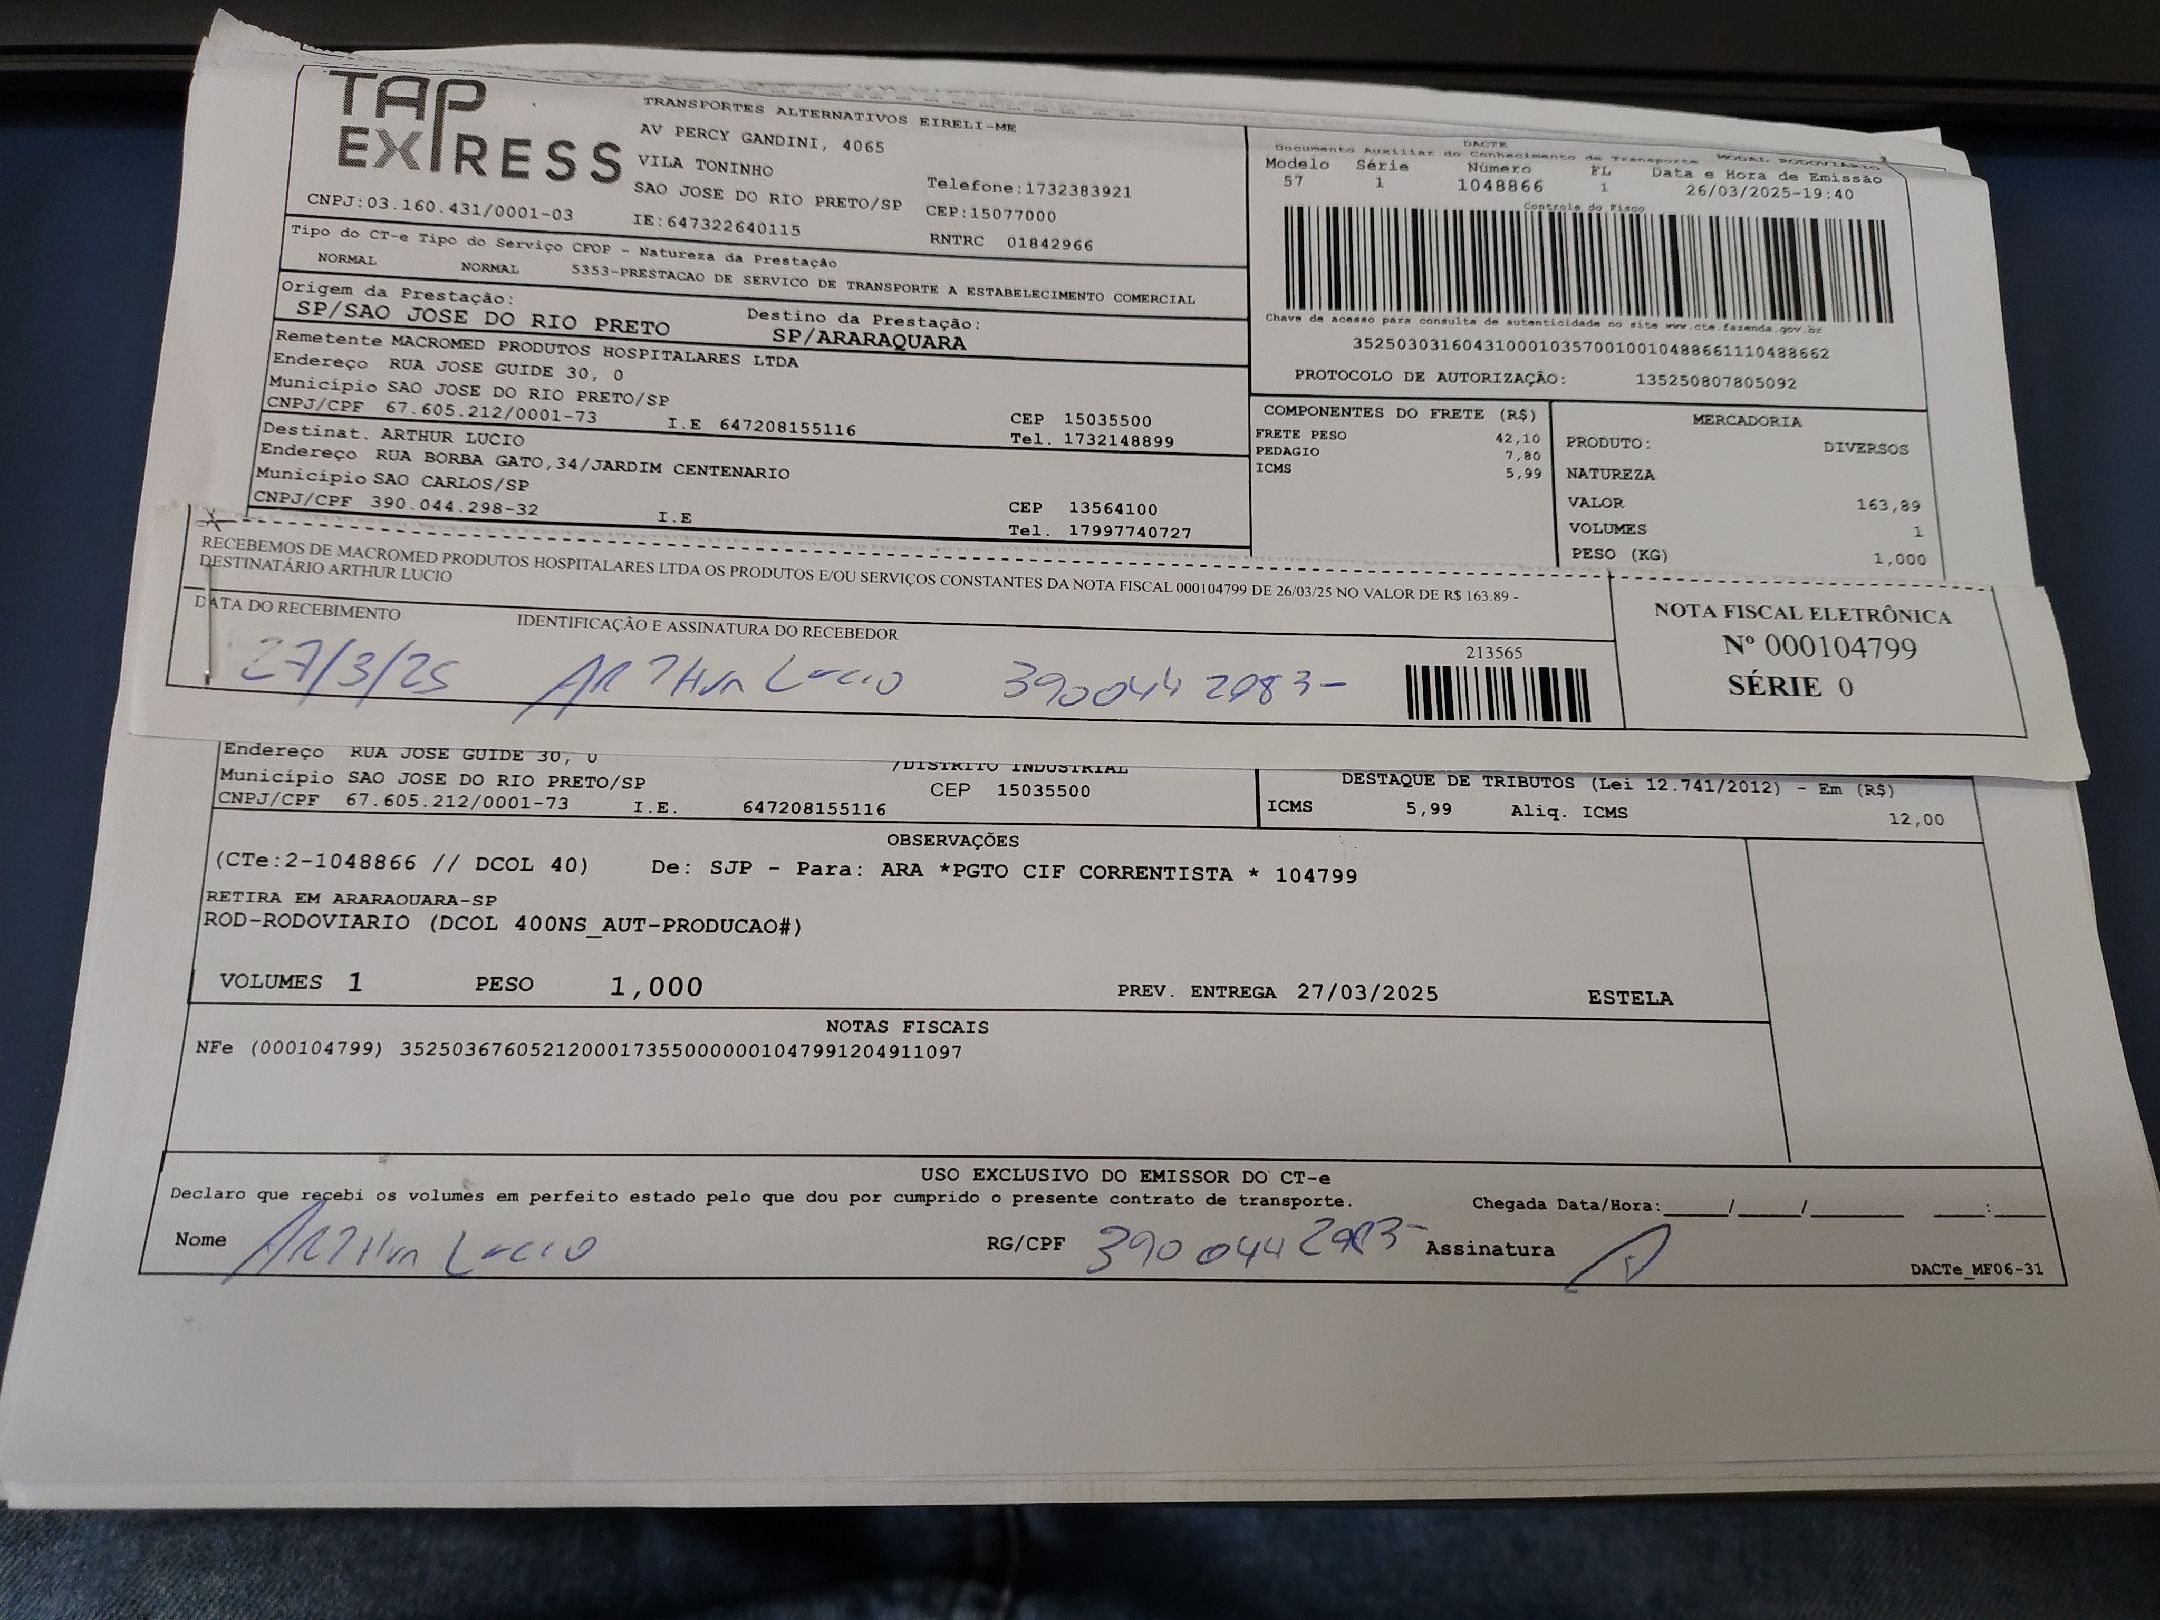 TAP
EXPRESS
TRANSPORTES ALTERNATIVOS EIRELI-ME
AV PERCY GANDINI, 4065
VILA TONINHO
SAO JOSE DO RIO PRETO/SP
Telefone:1732383921
CEP:15077000
CNPJ:03.160.431/0001-03
IE:647322640115
RNTRC 01842966
DACTE
Documento Auxiliar do Conhecimento de Transporte MODAL RODOVIÁRIO
Modelo Série Número FL Data e Hora de Emissão
57 1 1048866 1 26/03/2025-19:40
Controle do Fisco
Chave de acesso para consulta de autenticidade no site www.cte.fazenda.gov.br
35250303160431000103570010010488661110488662
PROTOCOLO DE AUTORIZAÇÃO: 135250807805092
Tipo do CT-e Tipo do Serviço CFOP - Natureza da Prestação
NORMAL NORMAL 5353-PRESTACAO DE SERVICO DE TRANSPORTE A ESTABELECIMENTO COMERCIAL
Origem da Prestação: Destino da Prestação:
SP/SAO JOSE DO RIO PRETO SP/ARARAQUARA
Remetente MACROMED PRODUTOS HOSPITALARES LTDA
Endereço RUA JOSE GUIDE 30, 0
Município SAO JOSE DO RIO PRETO/SP
CEP 15035500
CNPJ/CPF 67.605.212/0001-73 I.E 647208155116 Tel. 1732148899
Destinat. ARTHUR LUCIO
Endereço RUA BORBA GATO,34/JARDIM CENTENARIO
Município SAO CARLOS/SP
CEP 13564100
CNPJ/CPF 390.044.298-32 I.E Tel. 17997740727
COMPONENTES DO FRETE (R$)
FRETE PESO 42,10
PEDAGIO 7,80
ICMS 5,99
MERCADORIA
PRODUTO: DIVERSOS
NATUREZA
VALOR 163,89
VOLUMES 1
PESO (KG) 1,000
RECEBEMOS DE MACROMED PRODUTOS HOSPITALARES LTDA OS PRODUTOS E/OU SERVIÇOS CONSTANTES DA NOTA FISCAL 000104799 DE 26/03/25 NO VALOR DE R$ 163.89 -
DESTINATÁRIO ARTHUR LUCIO
DATA DO RECEBIMENTO IDENTIFICAÇÃO E ASSINATURA DO RECEBEDOR
27/3/25 ARThur Lucio
213565
NOTA FISCAL ELETRÔNICA
Nº 000104799
SÉRIE 0
Endereço RUA JOSE GUIDE 30, 0 /DISTRITO INDUSTRIAL
Município SAO JOSE DO RIO PRETO/SP CEP 15035500
CNPJ/CPF 67.605.212/0001-73 I.E. 647208155116
DESTAQUE DE TRIBUTOS (Lei 12.741/2012) - Em (R$)
ICMS 5,99 Aliq. ICMS 12,00
OBSERVAÇÕES
(CTe:2-1048866 // DCOL 40) De: SJP - Para: ARA *PGTO CIF CORRENTISTA * 104799
RETIRA EM ARARAQUARA-SP
ROD-RODOVIARIO (DCOL 400NS_AUT-PRODUCAO#)
VOLUMES 1 PESO 1,000 PREV. ENTREGA 27/03/2025 ESTELA
NOTAS FISCAIS
NFe (000104799) 35250367605212000173550000001047991204911097
USO EXCLUSIVO DO EMISSOR DO CT-e
Declaro que recebi os volumes em perfeito estado pelo que dou por cumprido o presente contrato de transporte. Chegada Data/Hora:____/____/______ ___:___
Nome ARThur Lucio RG/CPF Assinatura
DACTe_MF06-31